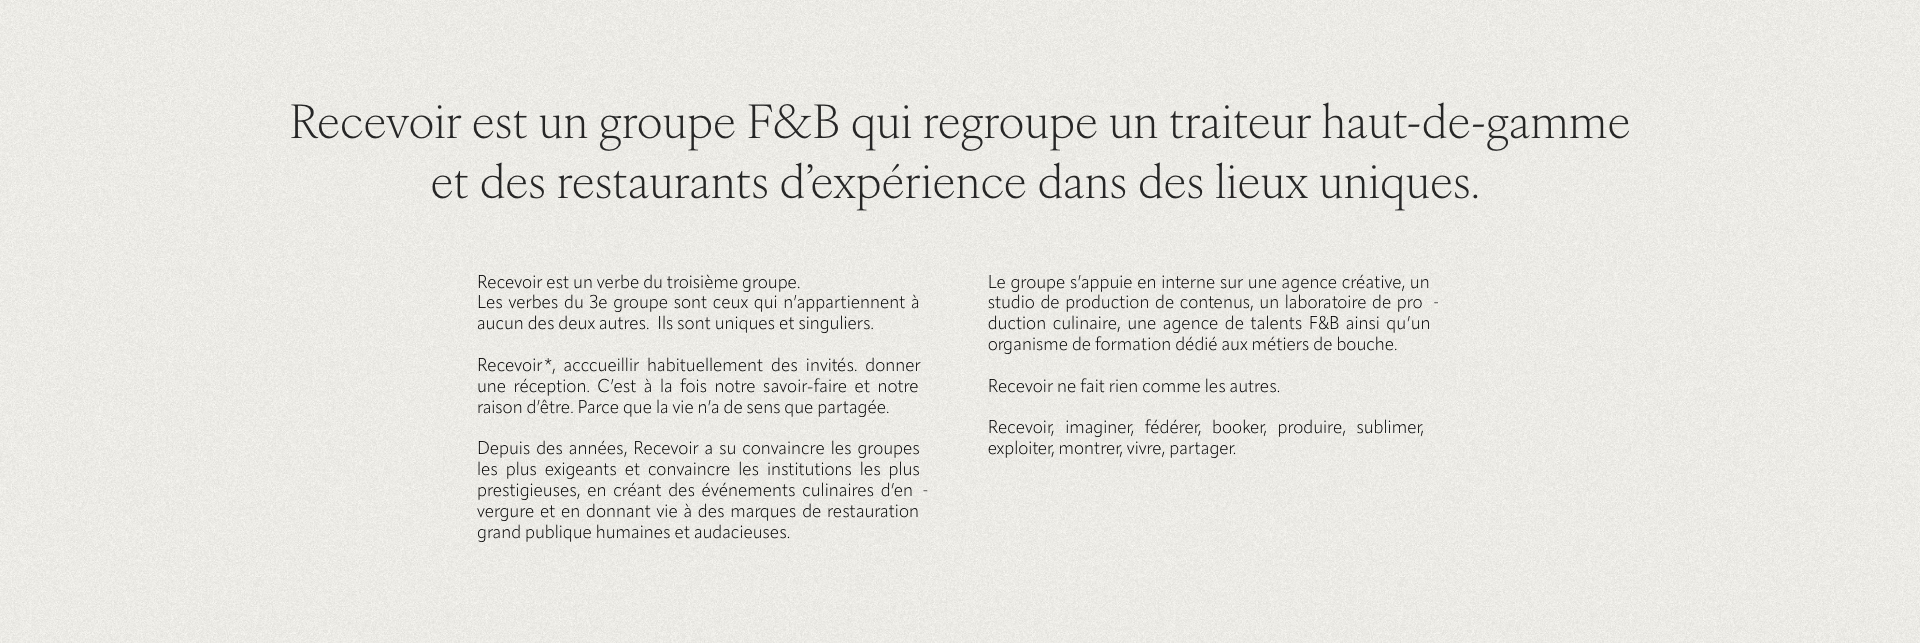 Recevoir est un groupe F&B qui regroupe un traiteur haut-de-gamme
et des restaurants d’expérience dans des lieux uniques.
Recevoir est un verbe du troisième groupe.
Les verbes du 3e groupe sont ceux qui n’appartiennent à
aucun des deux autres. Ils sont uniques et singuliers.
Recevoir*, acccueillir habituellement des invités. donner
une réception. C’est à la fois notre savoir-faire et notre
raison d’être. Parce que la vie n’a de sens que partagée.
Depuis des années, Recevoir a su convaincre les groupes
les plus exigeants et convaincre les institutions les plus
prestigieuses, en créant des événements culinaires d’en -
vergure et en donnant vie à des marques de restauration
grand publique humaines et audacieuses.
Le groupe s’appuie en interne sur une agence créative, un
studio de production de contenus, un laboratoire de pro -
duction culinaire, une agence de talents F&B ainsi qu’un
organisme de formation dédié aux métiers de bouche.
Recevoir ne fait rien comme les autres.
Recevoir, imaginer, fédérer, booker, produire, sublimer,
exploiter, montrer, vivre, partager.